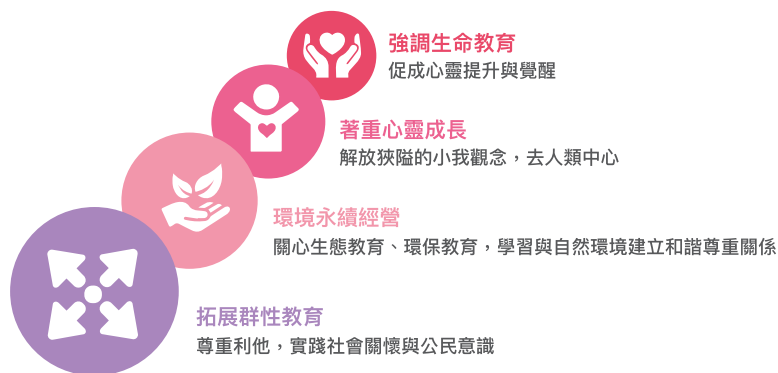 強調生命教育
促成心靈提升與覺醒
著重心靈成長
解放狹隘的小我觀念，去人類中心
環境永續經營
關心生態教育、環保教育，學習與自然環境建立和諧尊重關係
拓展群性教育
尊重利他，實踐社會關懷與公民意識